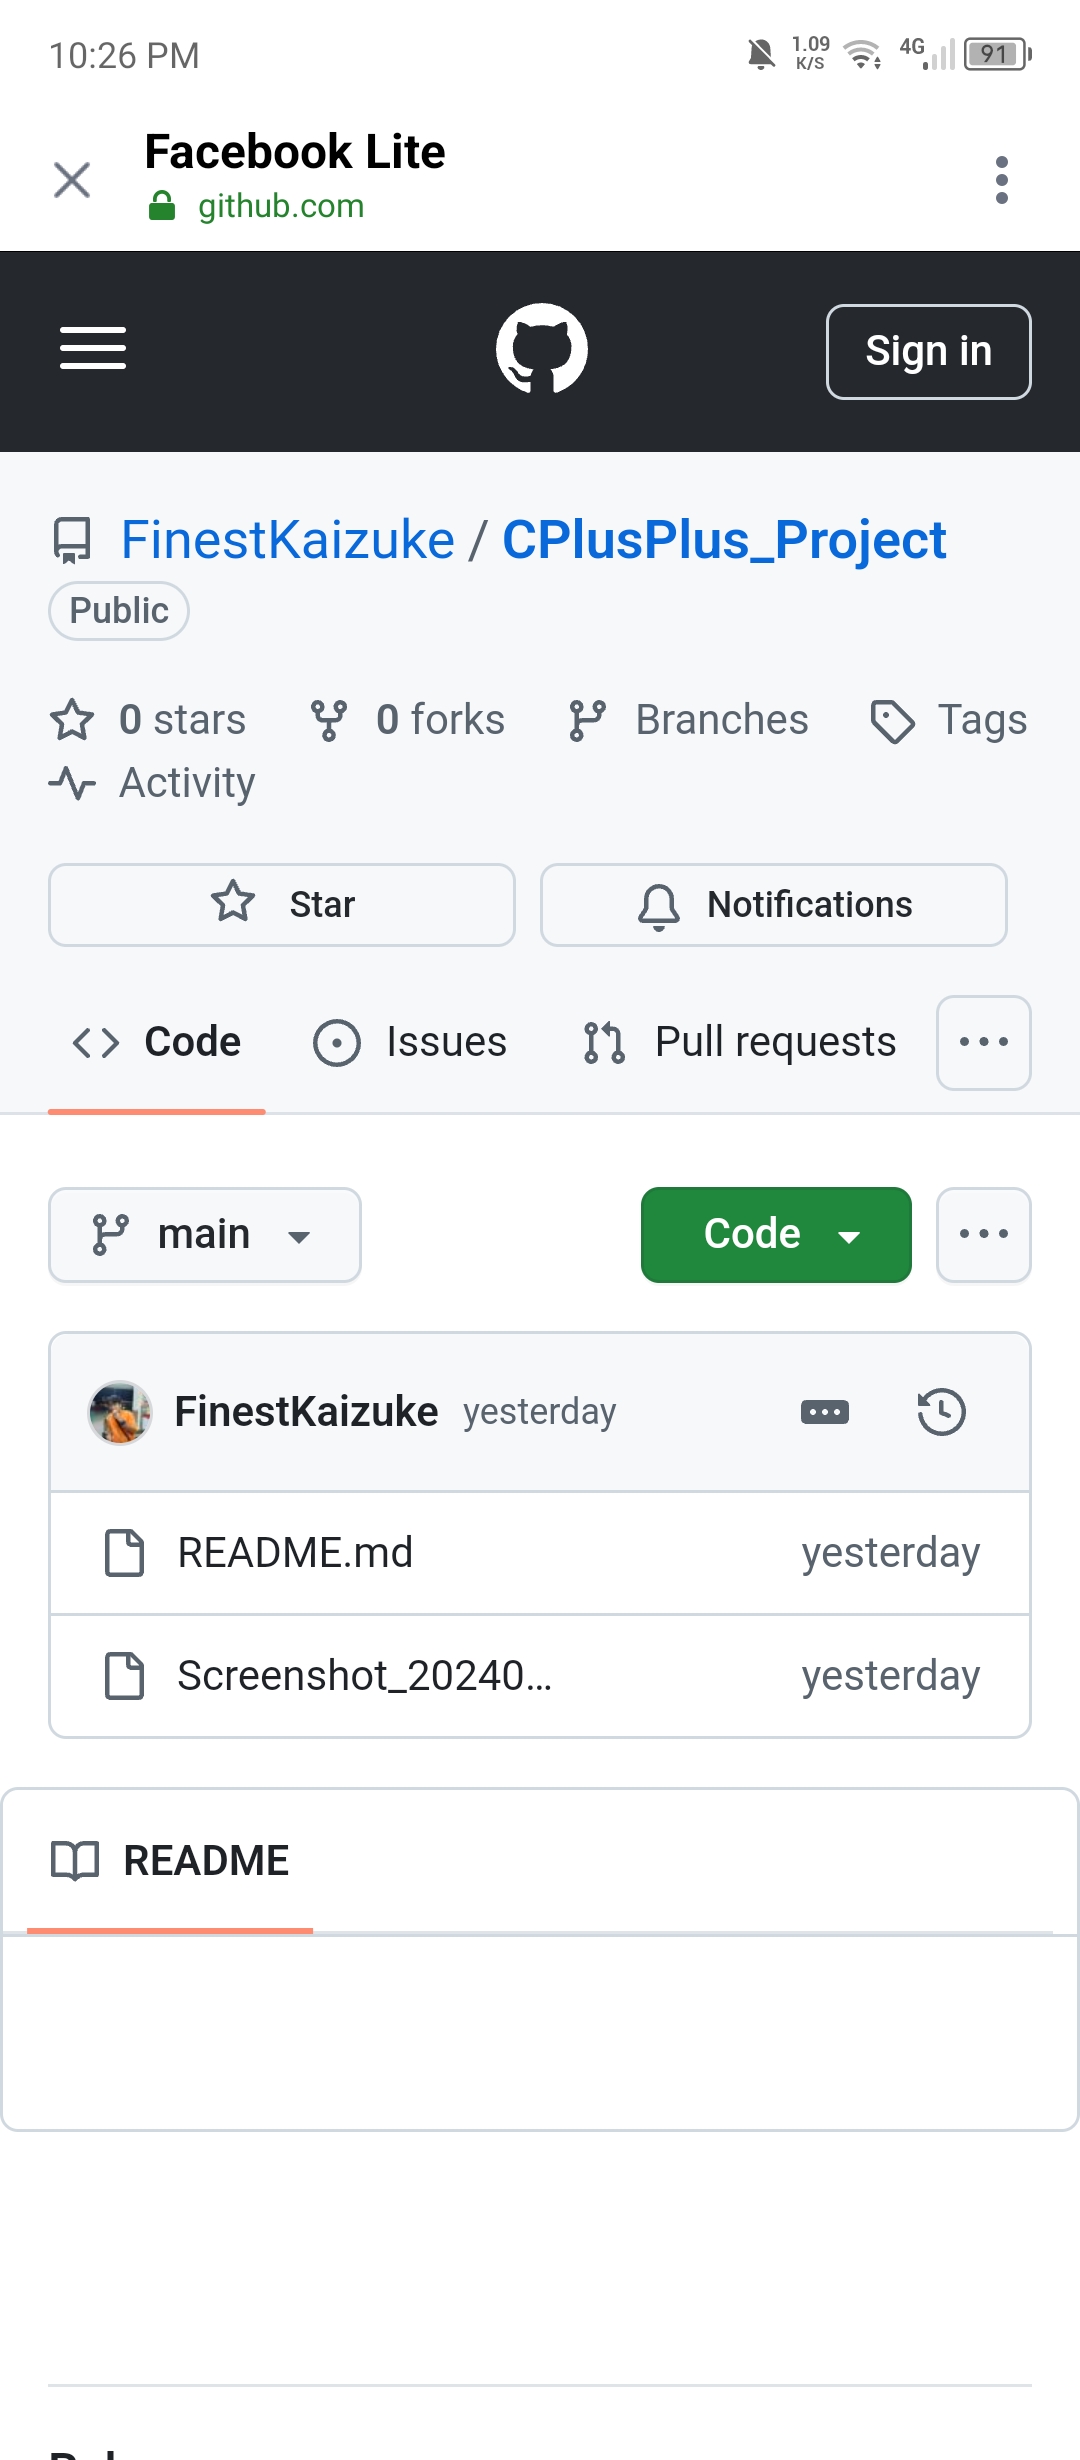 10:26 PM
1.09
K/S
4G
91
Facebook Lite
github.com
Sign in
FinestKaizuke / CPlusPlus_Project
Public
0 stars 0 forks Branches Tags
Activity
Star Notifications
Code Issues Pull requests
main Code
FinestKaizuke yesterday
README.md yesterday
Screenshot_20240... yesterday
README